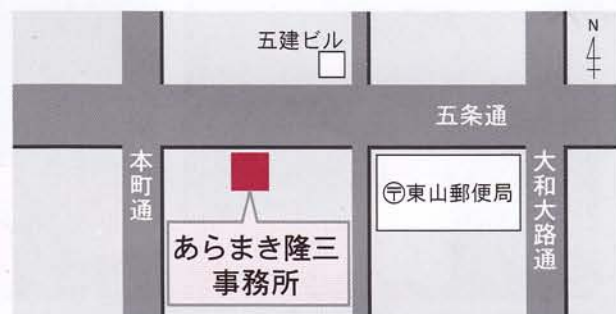 五建ビル
N
五条通
本町通
大和大路通
〒東山郵便局
あらまき隆三
事務所